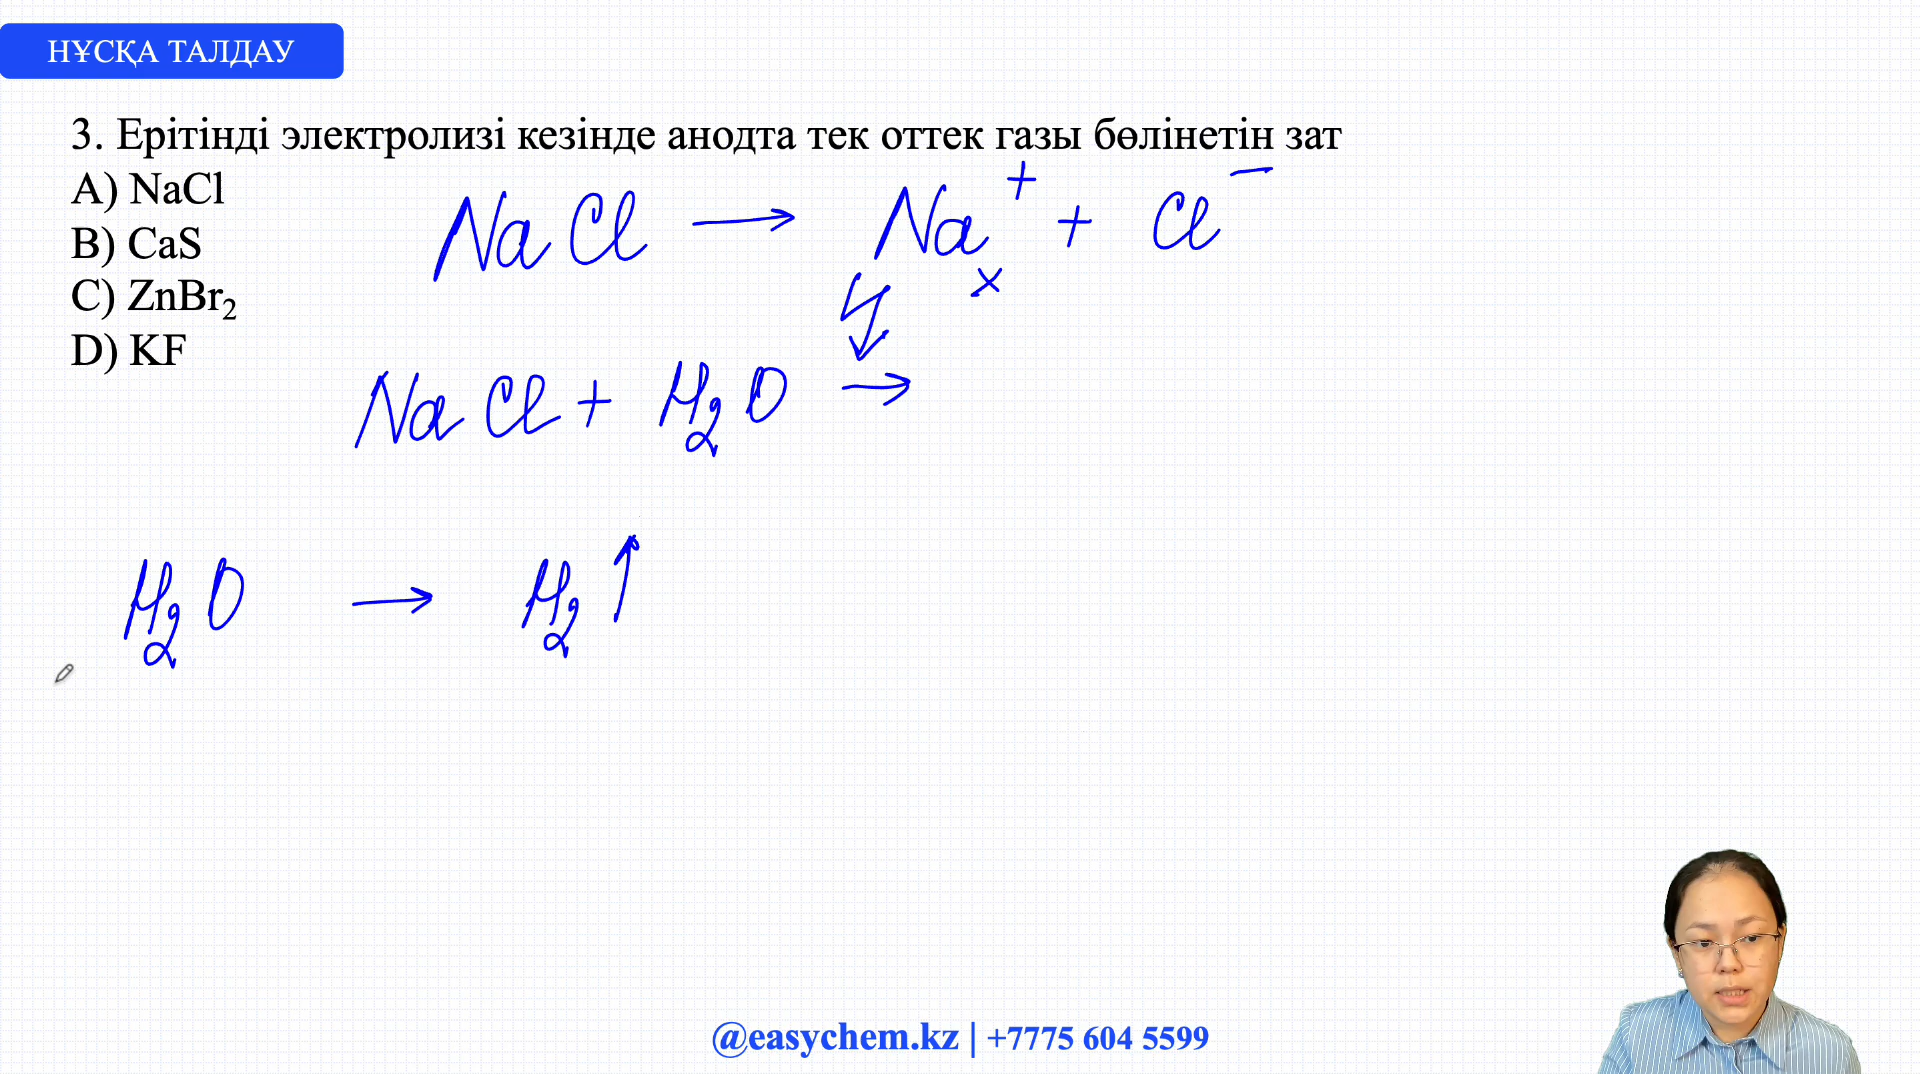 НҰСҚА ТАЛДАУ
3. Ерітінді электролизі кезінде анодта тек оттек газы бөлінетін зат
A) NaCl
B) CaS
C) ZnBr₂
D) KF
NaCl → Na⁺ + Cl⁻
x
NaCl + H₂O →
H₂O → H₂↑
@easychem.kz | +7775 604 5599